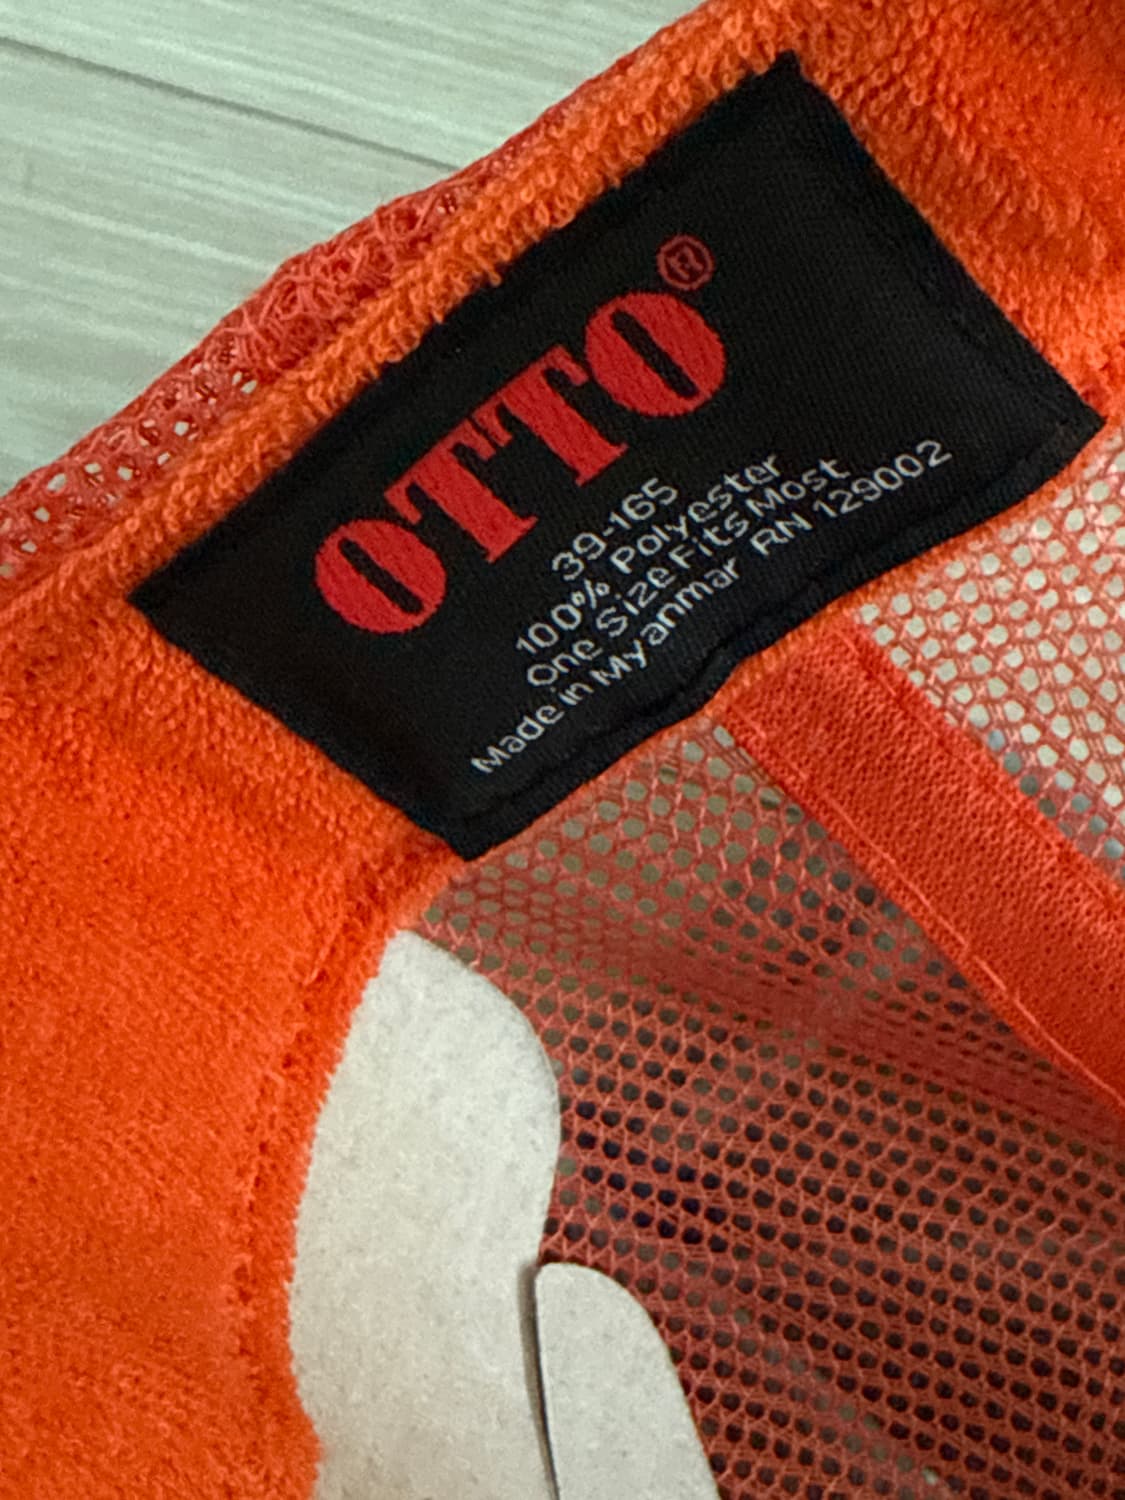 OTTO®
39-165
100% Polyester
One Size Fits Most
Made in Myanmar RN 129002